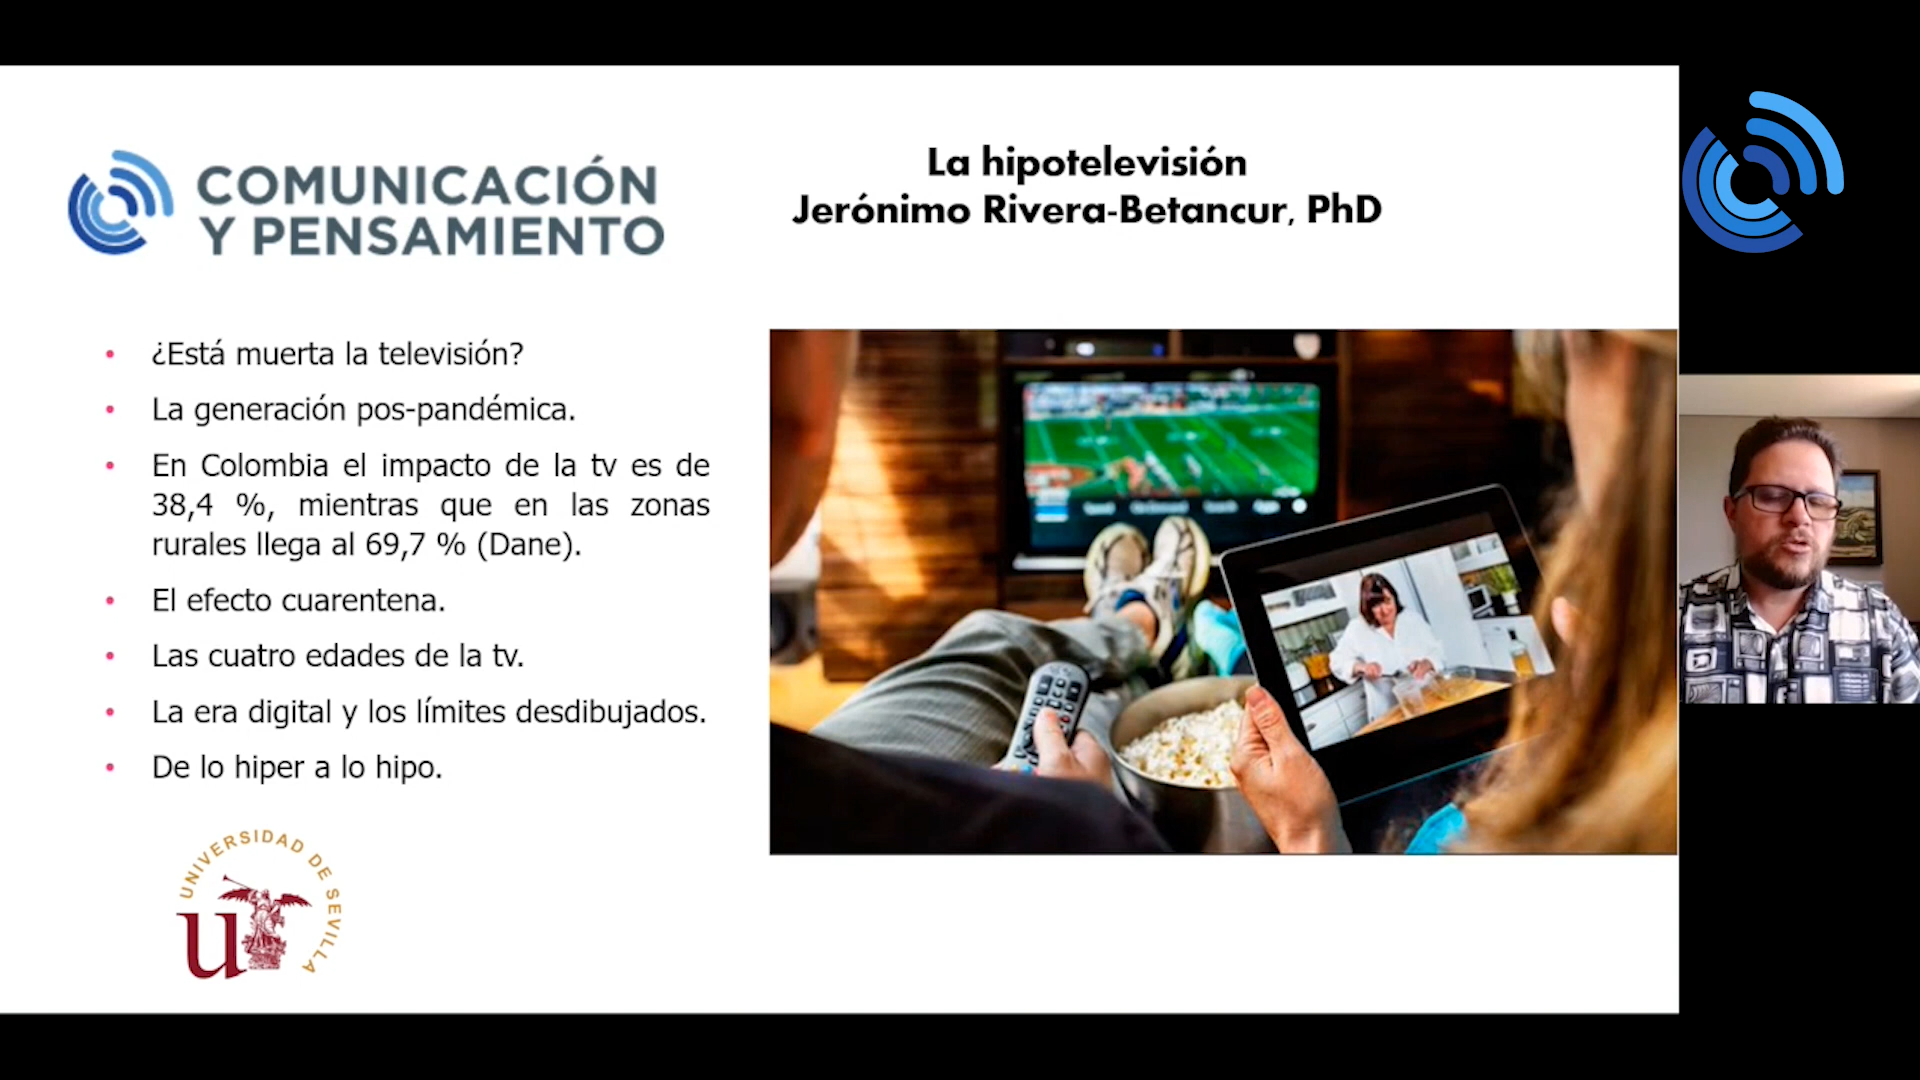 COMUNICACIÓN
Y PENSAMIENTO
La hipotelevisión
Jerónimo Rivera-Betancur, PhD
• ¿Está muerta la televisión?
• La generación pos-pandémica.
• En Colombia el impacto de la tv es de
38,4 %, mientras que en las zonas
rurales llega al 69,7 % (Dane).
• El efecto cuarentena.
• Las cuatro edades de la tv.
• La era digital y los límites desdibujados.
• De lo hiper a lo hipo.
UNIVERSIDAD DE SEVILLA
u